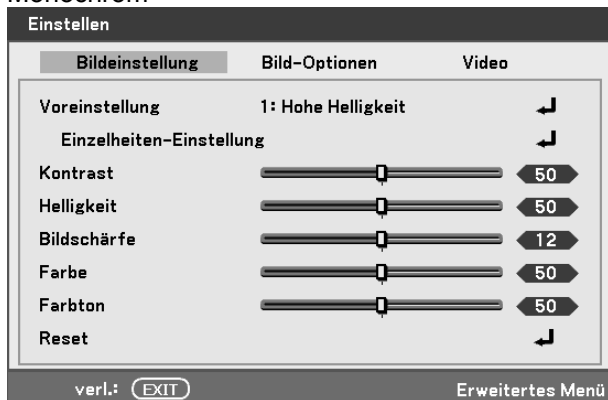 Monochrom
Einstellen
Bildeinstellung Bild-Optionen Video
Voreinstellung 1: Hohe Helligkeit
Einzelheiten-Einstellung
Kontrast 50
Helligkeit 50
Bildschärfe 12
Farbe 50
Farbton 50
Reset
verl.: EXIT Erweitertes Menü